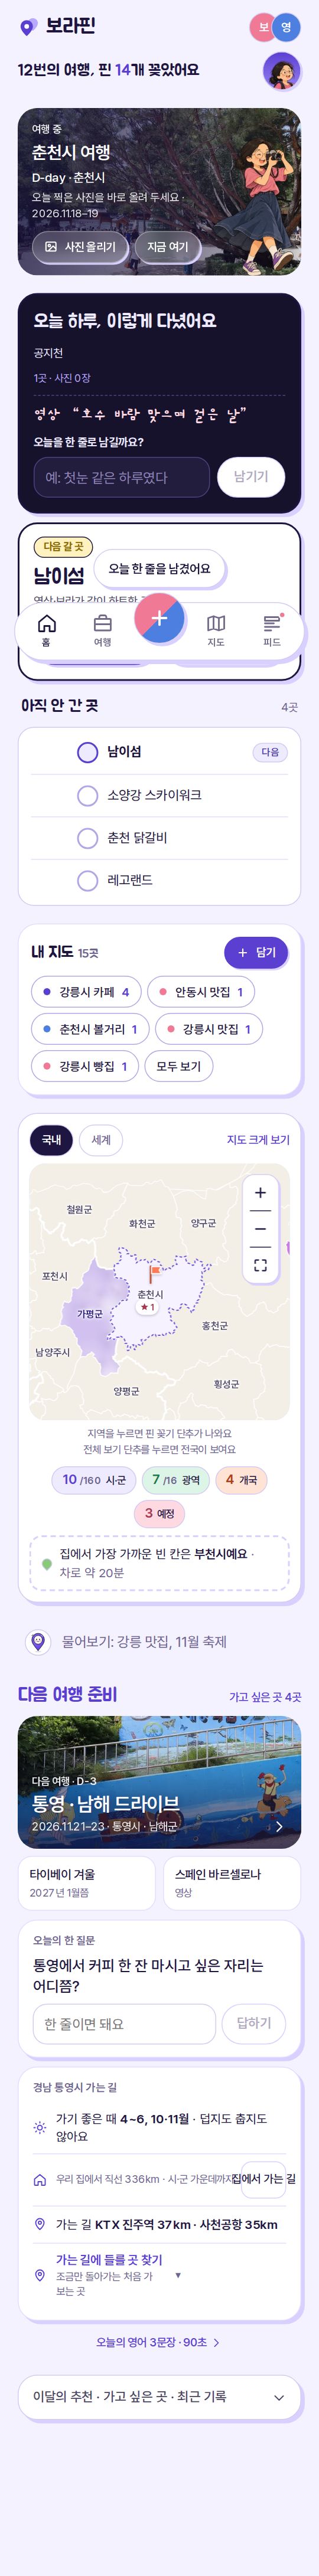 보라핀
보 영
12번의 여행, 핀 14개 꽂았어요
여행 중
춘천시 여행
D-day · 춘천시
오늘 찍은 사진을 바로 올려 두세요 ·
2026.11.18–19
사진 올리기 지금 여기
오늘 하루, 이렇게 다녔어요
공지천
1곳 · 사진 0장
영상 “호수 바람 맞으며 걸은 날”
오늘을 한 줄로 남길까요?
예: 첫눈 같은 하루였다 남기기
다음 갈 곳
남이섬
오늘 한 줄을 남겼어요
홈 여행 지도 피드
아직 안 간 곳 4곳
남이섬 다음
소양강 스카이워크
춘천 닭갈비
레고랜드
내 지도 15곳 담기
강릉시 카페 4 안동시 맛집 1
춘천시 볼거리 1 강릉시 맛집 1
강릉시 빵집 1 모두 보기
국내 세계 지도 크게 보기
철원군
화천군 양구군
포천시
춘천시
★ 1
가평군
홍천군
남양주시
횡성군
양평군
지역을 누르면 핀 꽂기 단추가 나와요
전체 보기 단추를 누르면 전국이 보여요
10 /160 시·군 7 /16 광역 4 개국
3 예정
집에서 가장 가까운 빈 칸은 부천시예요 ·
차로 약 20분
물어보기: 강릉 맛집, 11월 축제
다음 여행 준비 가고 싶은 곳 4곳
다음 여행 · D-3
통영·남해 드라이브
2026.11.21–23 · 통영시 · 남해군
타이베이 겨울
2027년 1월쯤
스페인 바르셀로나
영상
오늘의 한 질문
통영에서 커피 한 잔 마시고 싶은 자리는
어디쯤?
한 줄이면 돼요 답하기
경남 통영시 가는 길
가기 좋은 때 4~6, 10·11월 · 덥지도 춥지도
않아요
우리 집에서 직선 336km · 시·군 가운데까지
집에서 가는 길
가는 길 KTX 진주역 37km · 사천공항 35km
가는 길에 들를 곳 찾기
조금만 돌아가는 처음 가
보는 곳
▼
오늘의 영어 3문장 · 90초
이달의 추천 · 가고 싶은 곳 · 최근 기록